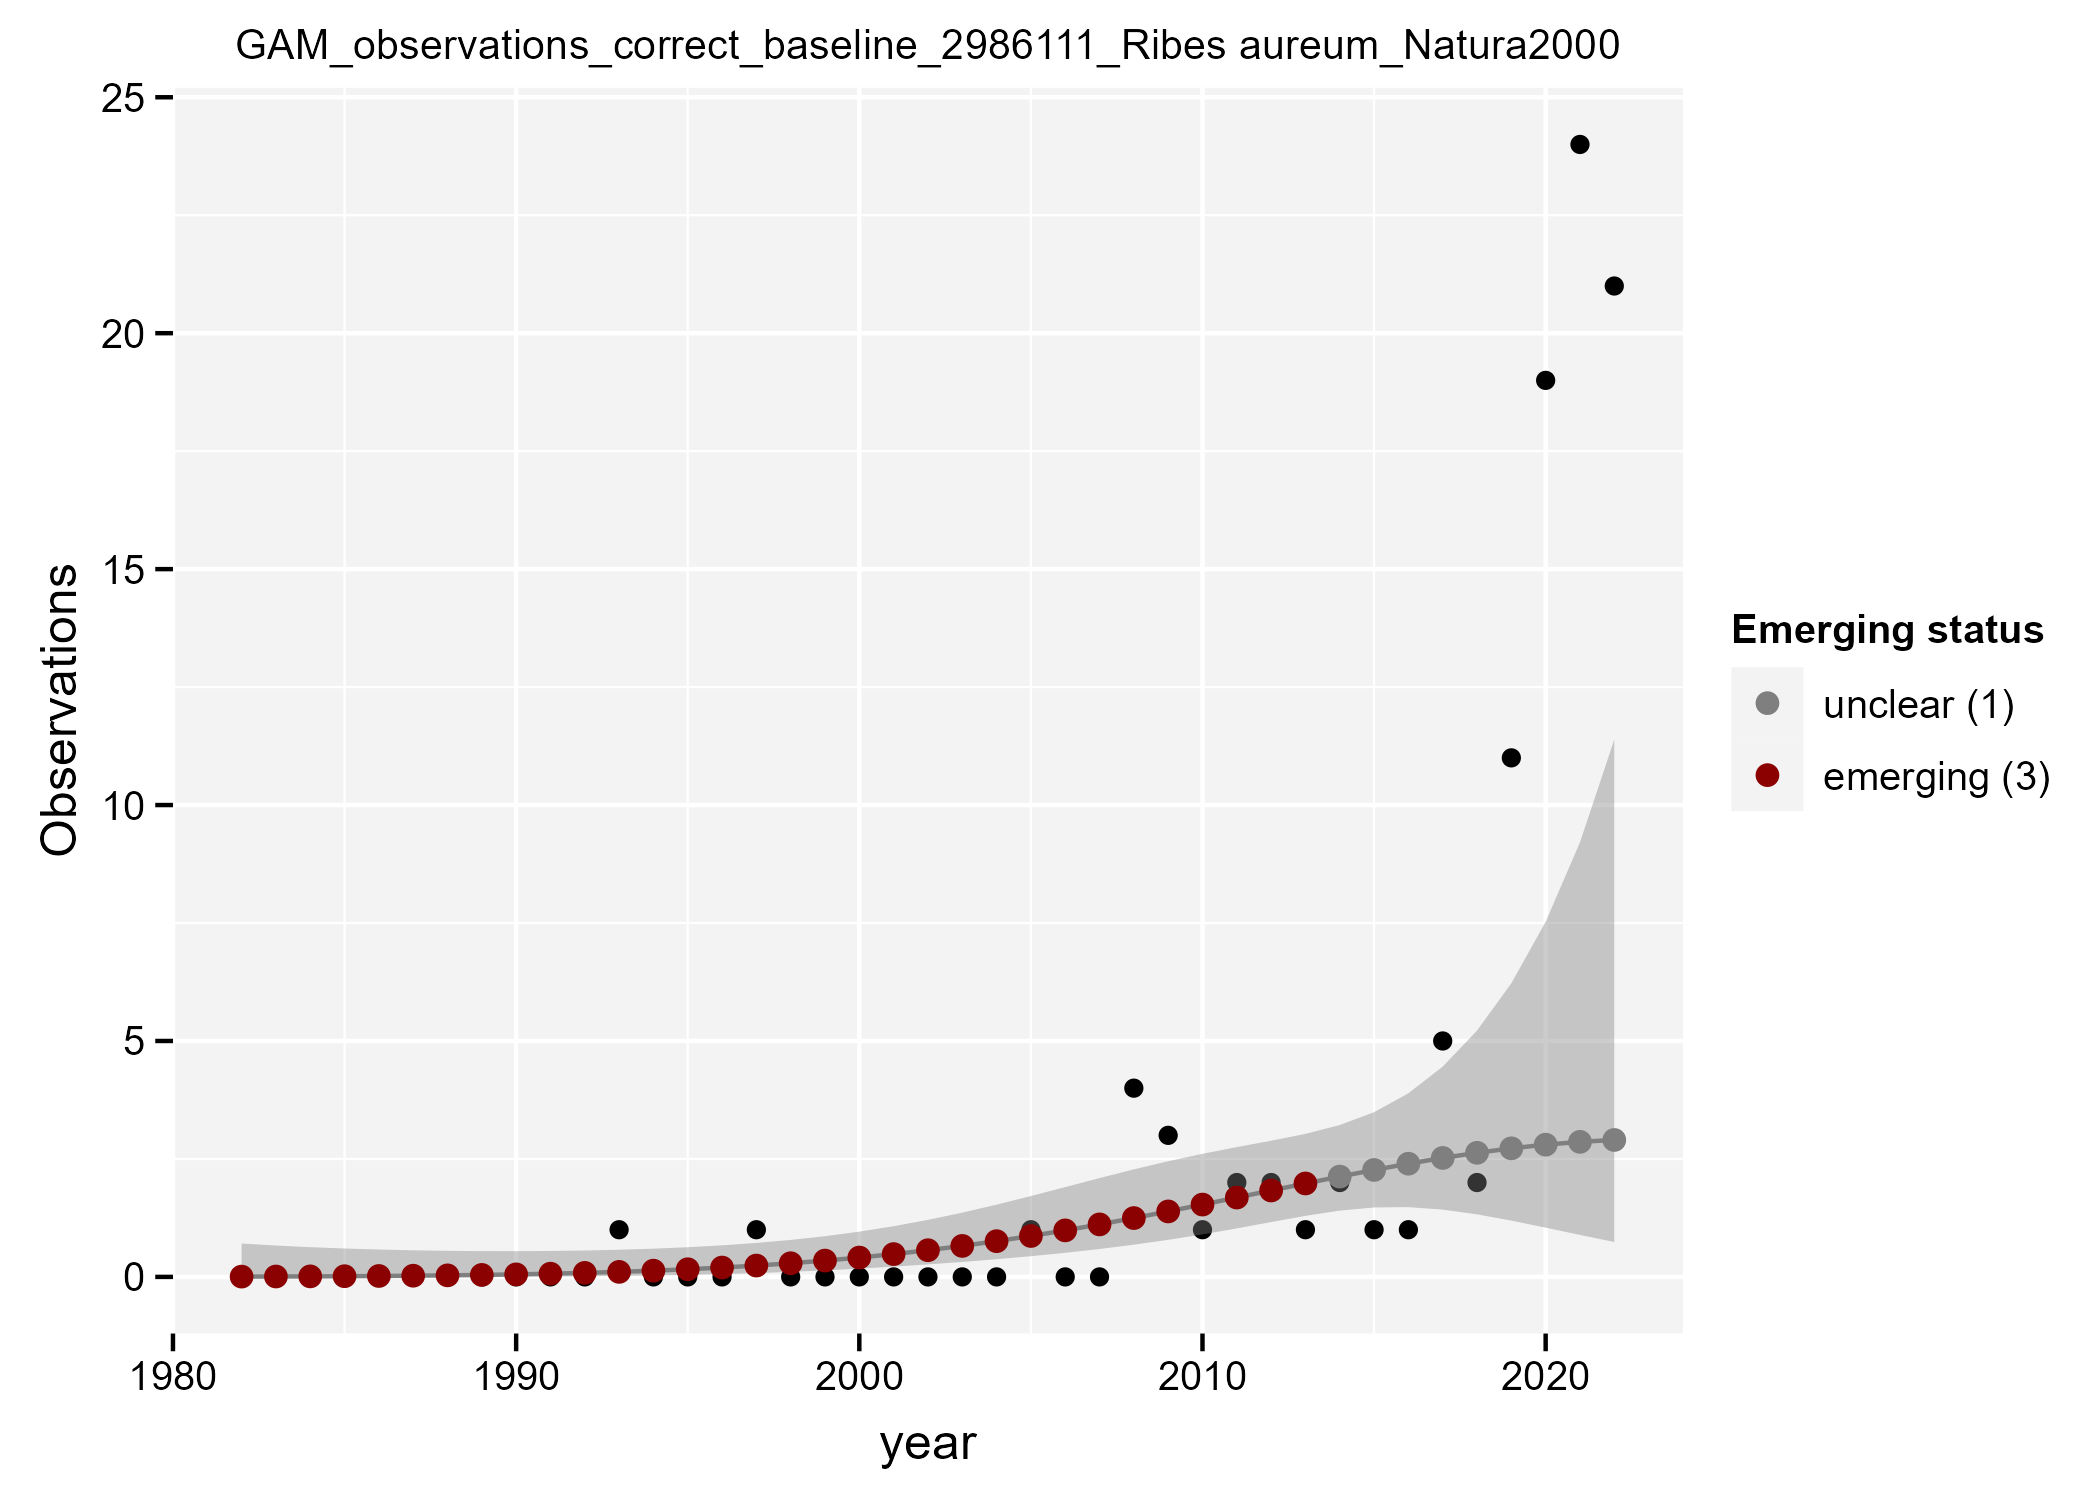 GAM_observations_correct_baseline_2986111_Ribes aureum_Natura2000
25
20
15
10
5
0
Observations
1980 1990 2000 2010 2020
year
Emerging status
unclear (1)
emerging (3)